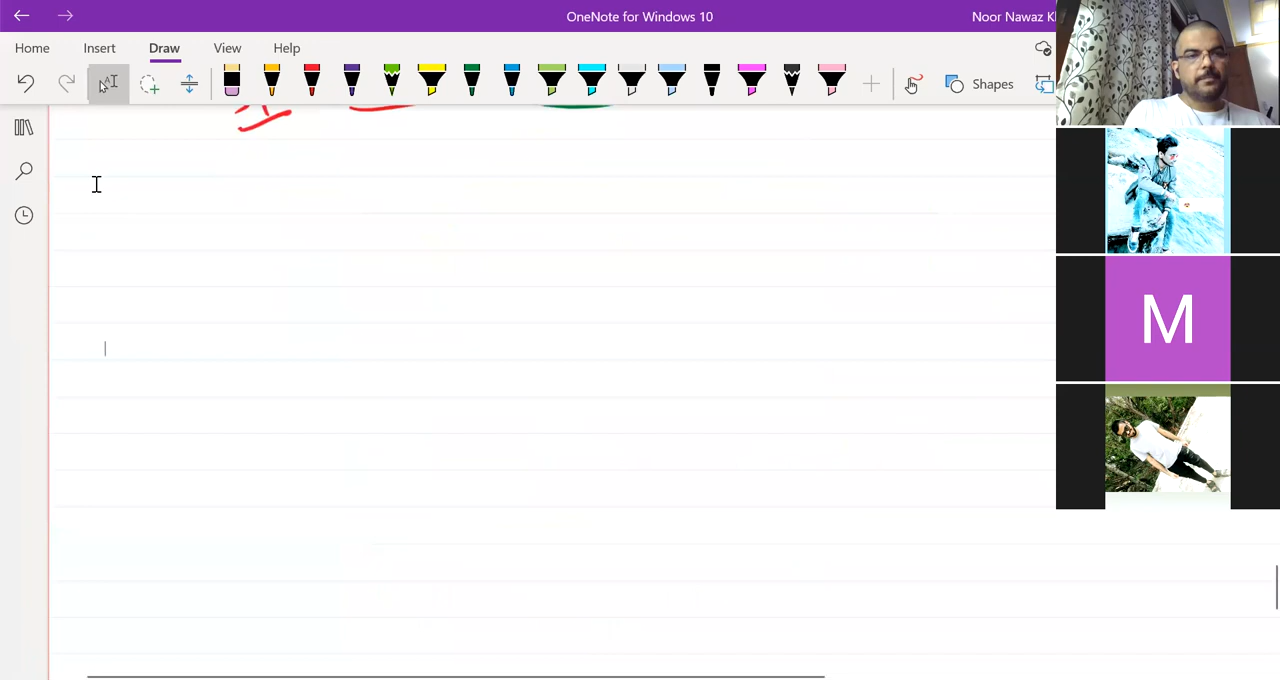 OneNote for Windows 10
Noor Nawaz
Home Insert Draw View Help
Shapes
M